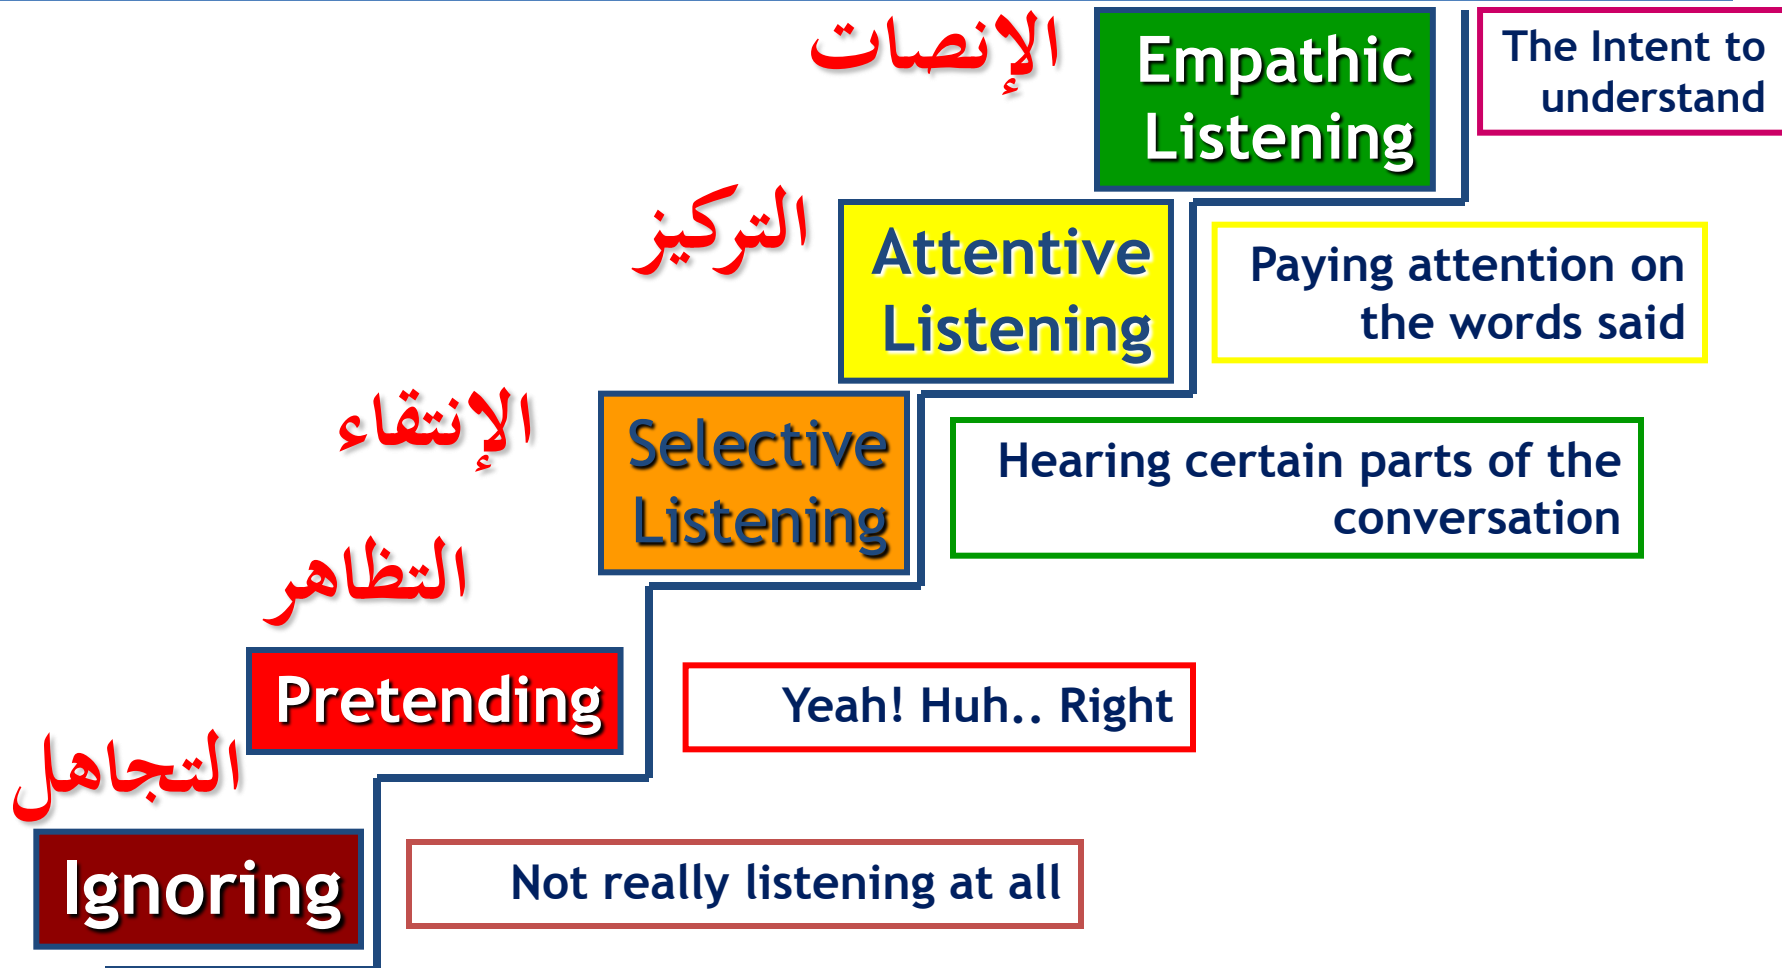 الإنصات
Empathic
Listening
The Intent to
understand
التركيز
Attentive
Listening
Paying attention on
the words said
الإنتقاء
Selective
Listening
Hearing certain parts of the
conversation
التظاهر
Pretending
Yeah! Huh.. Right
التجاهل
Ignoring
Not really listening at all